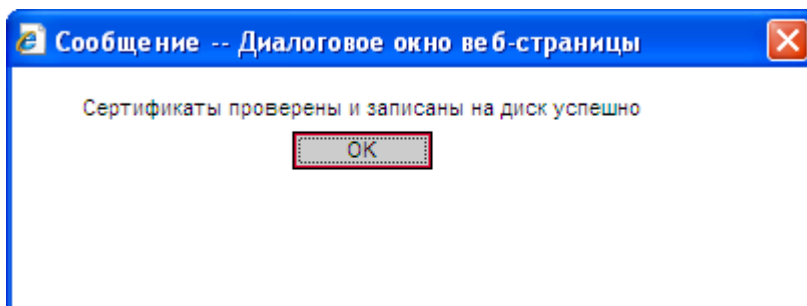 Сообщение -- Диалоговое окно веб-страницы
Сертификаты проверены и записаны на диск успешно
OK